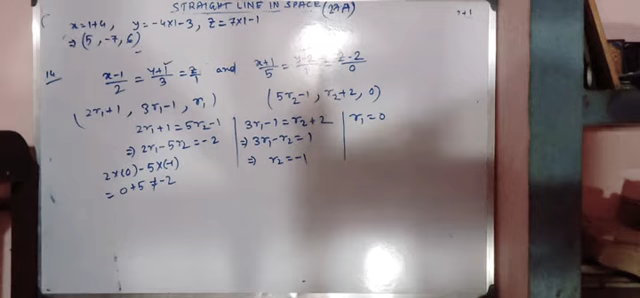 STRAIGHT LINE IN SPACE (27A)
x=1+4, y=-4×1-3, z=7×1-1
⇒ (5, -7, 6)
14 (x-1)/2 = (y+1)/3 = z/1 and (x+1)/5 = (y-2)/1 = (z-2)/0
(2r₁+1, 3r₁-1, r₁) (5r₂-1, r₂+2, 0)
2r₁+1=5r₂-1 | 3r₁-1=r₂+2 | r₁=0
⇒ 2r₁-5r₂=-2 | ⇒ 3r₁-r₂=1
2×(0)-5×(-1) | ⇒ r₂=-1
= 0+5≠-2